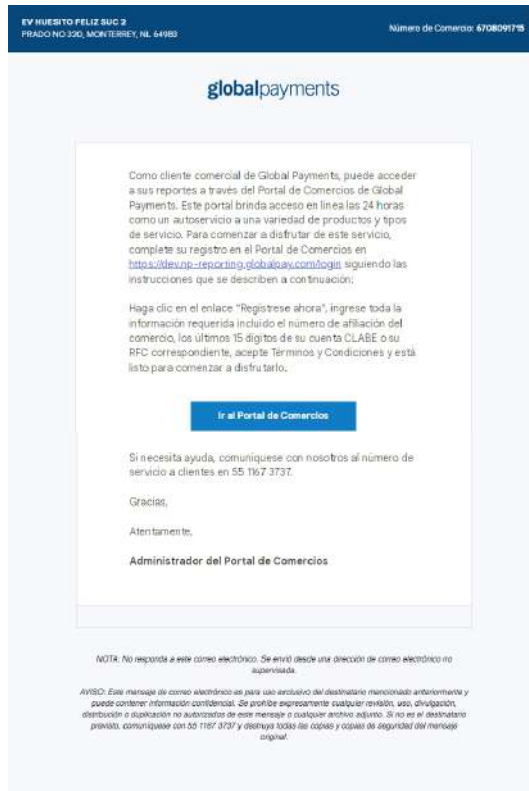 EV HUESITO FELIZ SUC 2
PRADO NO 320, MONTERREY, NL 64983
Número de Comercio: 6708091715
globalpayments
Como cliente comercial de Global Payments, puede acceder
a sus reportes a través del Portal de Comercios de Global
Payments. Este portal brinda acceso en línea las 24 horas
como un autoservicio a una variedad de productos y tipos
de servicio. Para comenzar a disfrutar de este servicio,
complete su registro en el Portal de Comercios en
https://dev.np-reporting.globalpay.com/login siguiendo las
instrucciones que se describen a continuación:
Haga clic en el enlace "Regístrese ahora", ingrese toda la
información requerida incluido el número de afiliación del
comercio, los últimos 15 dígitos de su cuenta CLABE o su
RFC correspondiente, acepte Términos y Condiciones y está
listo para comenzar a disfrutarlo.
Ir al Portal de Comercios
Si necesita ayuda, comuníquese con nosotros al número de
servicio a clientes en 55 1167 3737.
Gracias,
Atentamente,
Administrador del Portal de Comercios
NOTA: No responda a este correo electrónico. Se envió desde una dirección de correo electrónico no
supervisada.
AVISO: Este mensaje de correo electrónico es para uso exclusivo del destinatario mencionado anteriormente y
puede contener información confidencial. Se prohíbe expresamente cualquier revisión, uso, divulgación,
distribución o duplicación no autorizados de este mensaje o cualquier archivo adjunto. Si no es el destinatario
previsto, comuníquese con 55 1167 3737 y destruya todas las copias y copias de seguridad del mensaje
original.